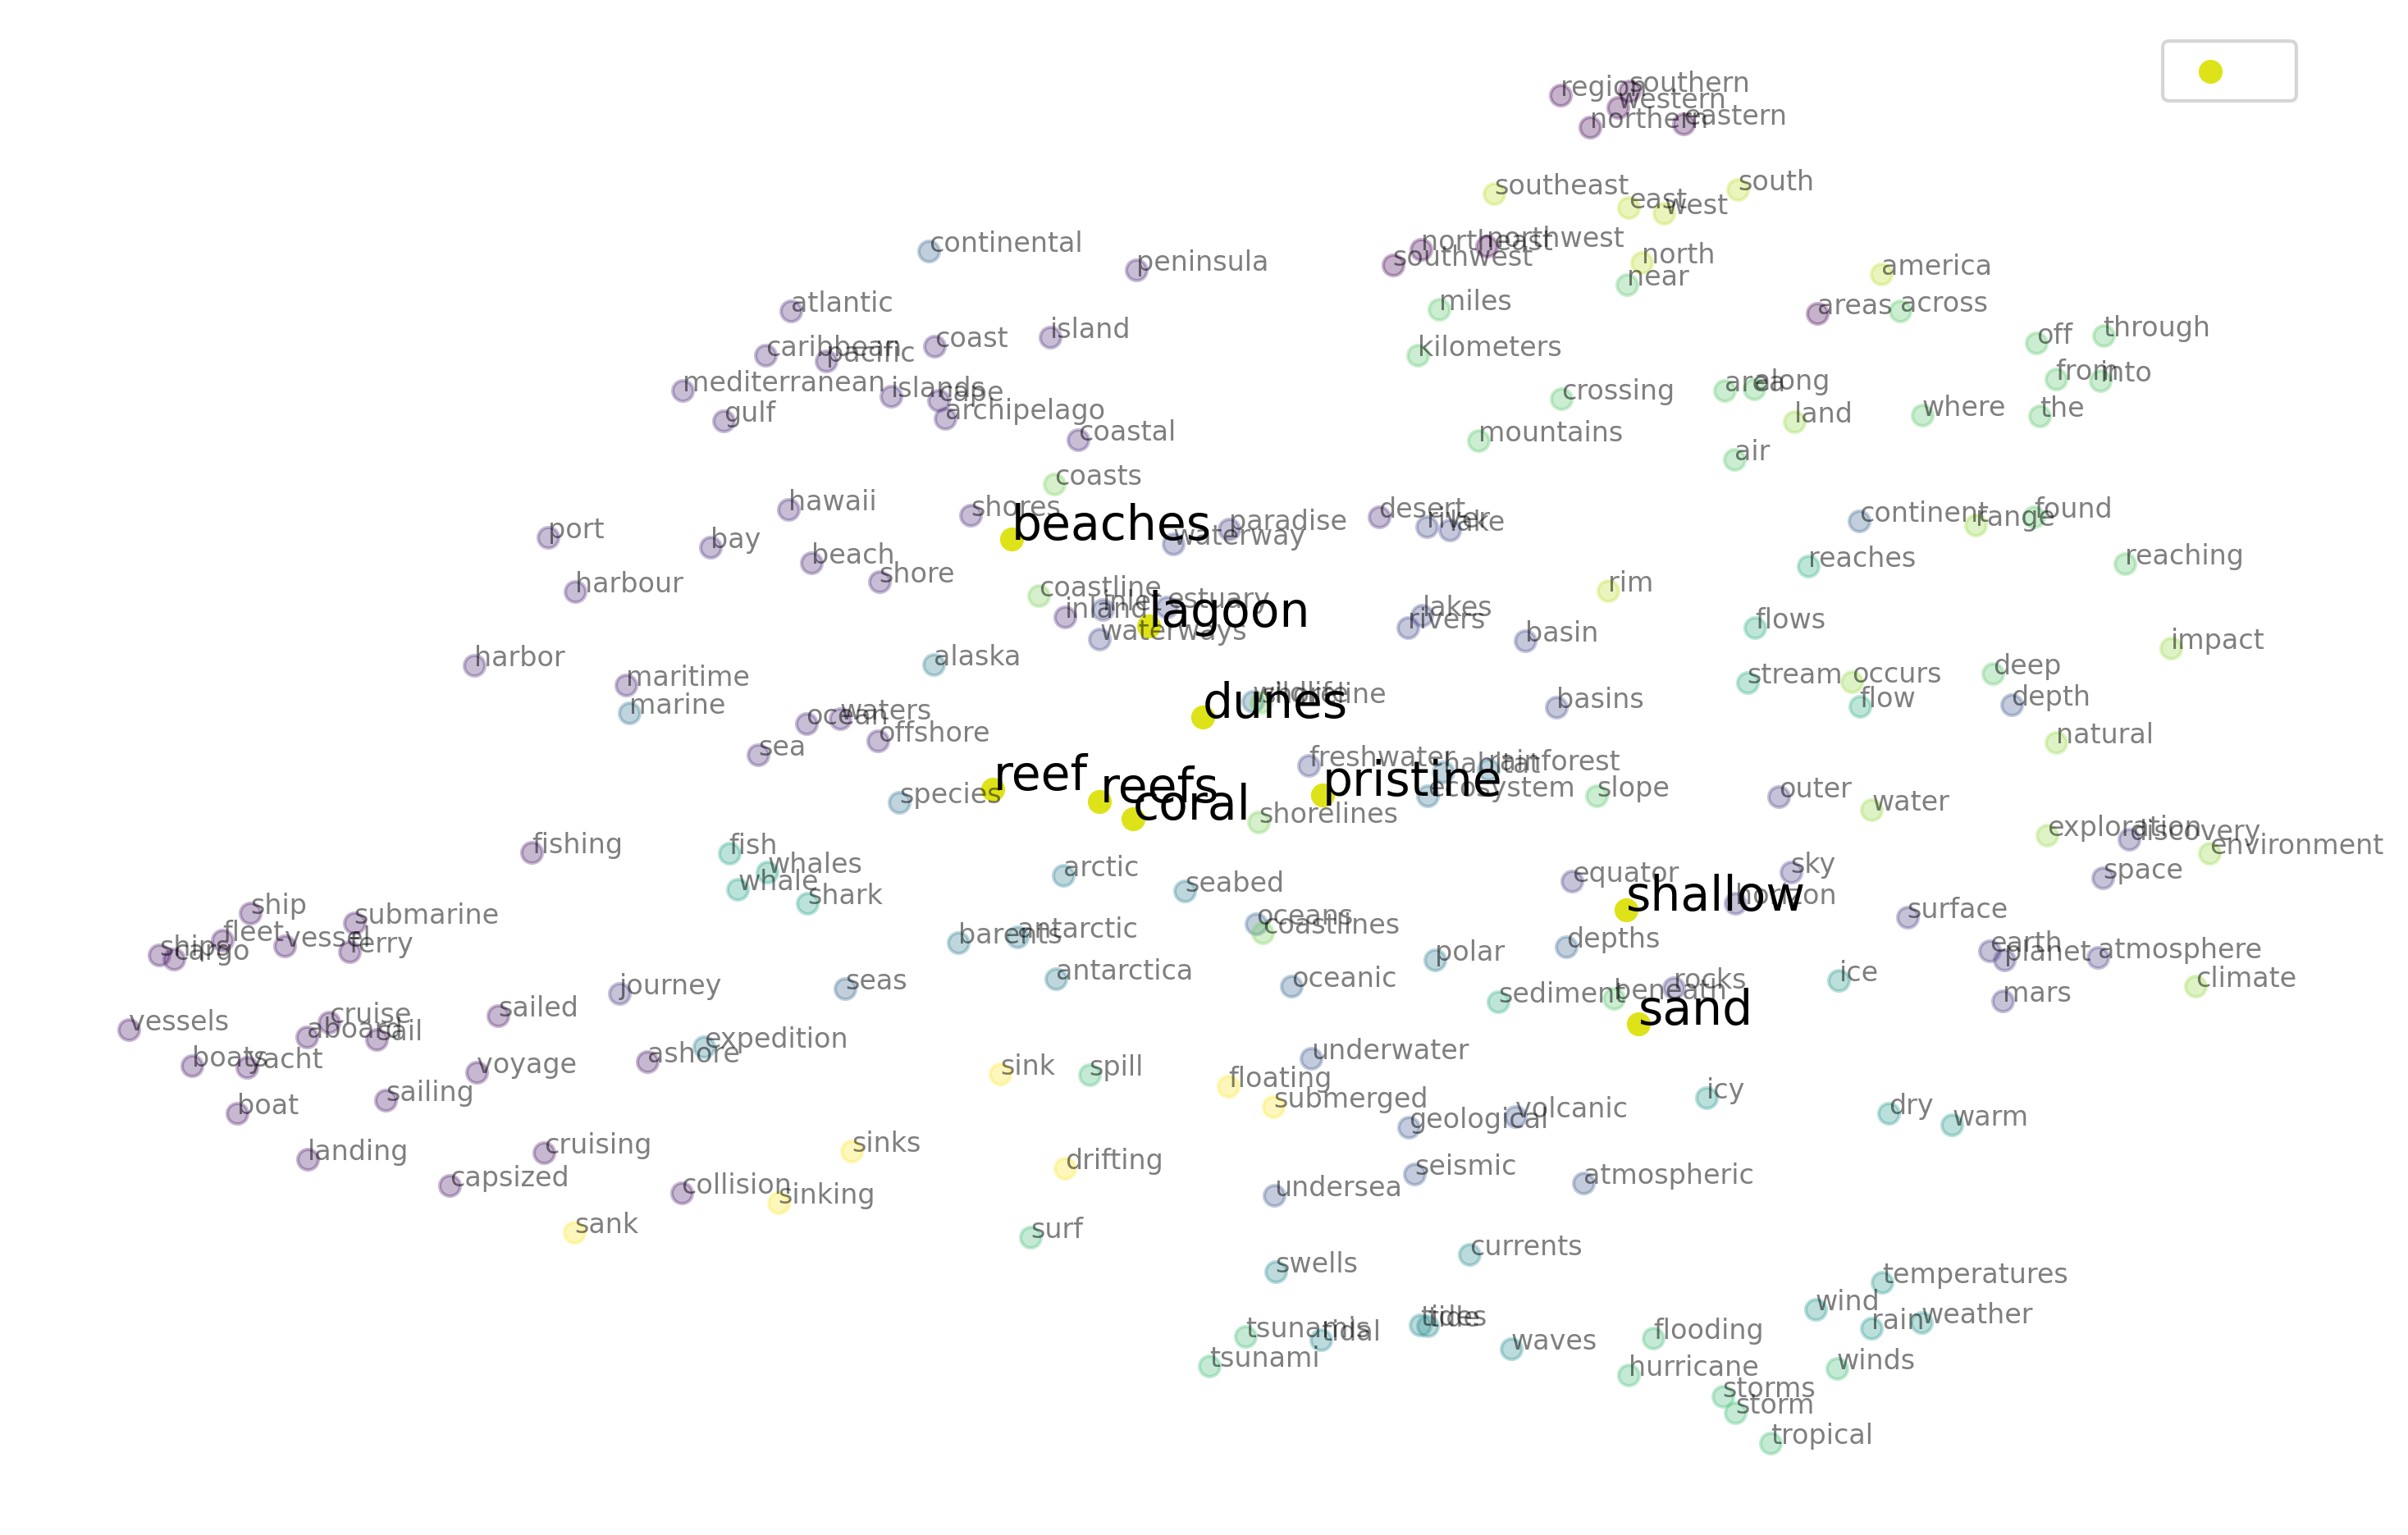 region
southern
western
northern
eastern
southeast
east
south
west
northeast
northwest
southwest
north
near
america
continental
peninsula
atlantic
island
miles
areas
across
caribbean
pacific
coast
kilometers
off
through
mediterranean
islands
cape
crossing
area
along
from
into
gulf
archipelago
land
where
the
coastal
mountains
air
coasts
hawaii
shores
beaches
paradise
desert
river
lake
continent
range
found
port
bay
waterway
beach
shore
reaches
reaching
harbour
coastline
inland
inlet
estuary
lagoon
lakes
rivers
rim
waterways
basin
flows
impact
harbor
alaska
maritime
marine
wildlife
shoreline
dunes
basins
stream
occurs
flow
deep
depth
ocean
waters
offshore
sea
natural
reef
reefs
coral
freshwater
pristine
habitat
rainforest
ecosystem
slope
outer
water
species
shorelines
exploration
discovery
environment
fishing
fish
whales
whale
shark
arctic
seabed
equator
sky
space
shallow
horizon
surface
ship
submarine
fleet
vessel
ferry
ships
cargo
barents
antarctic
oceans
coastlines
depths
polar
earth
planet
atmosphere
antarctica
oceanic
seas
journey
sediment
beneath
rocks
ice
mars
climate
sand
vessels
cruise
aboard
sail
sailed
boats
yacht
voyage
ashore
expedition
sink
spill
floating
underwater
submerged
icy
boat
sailing
geological
volcanic
dry
warm
landing
capsized
cruising
sinks
collision
sinking
drifting
seismic
atmospheric
undersea
sank
surf
currents
swells
temperatures
tsunamis
tidal
tides
tide
waves
flooding
wind
rain
weather
tsunami
hurricane
winds
storms
storm
tropical